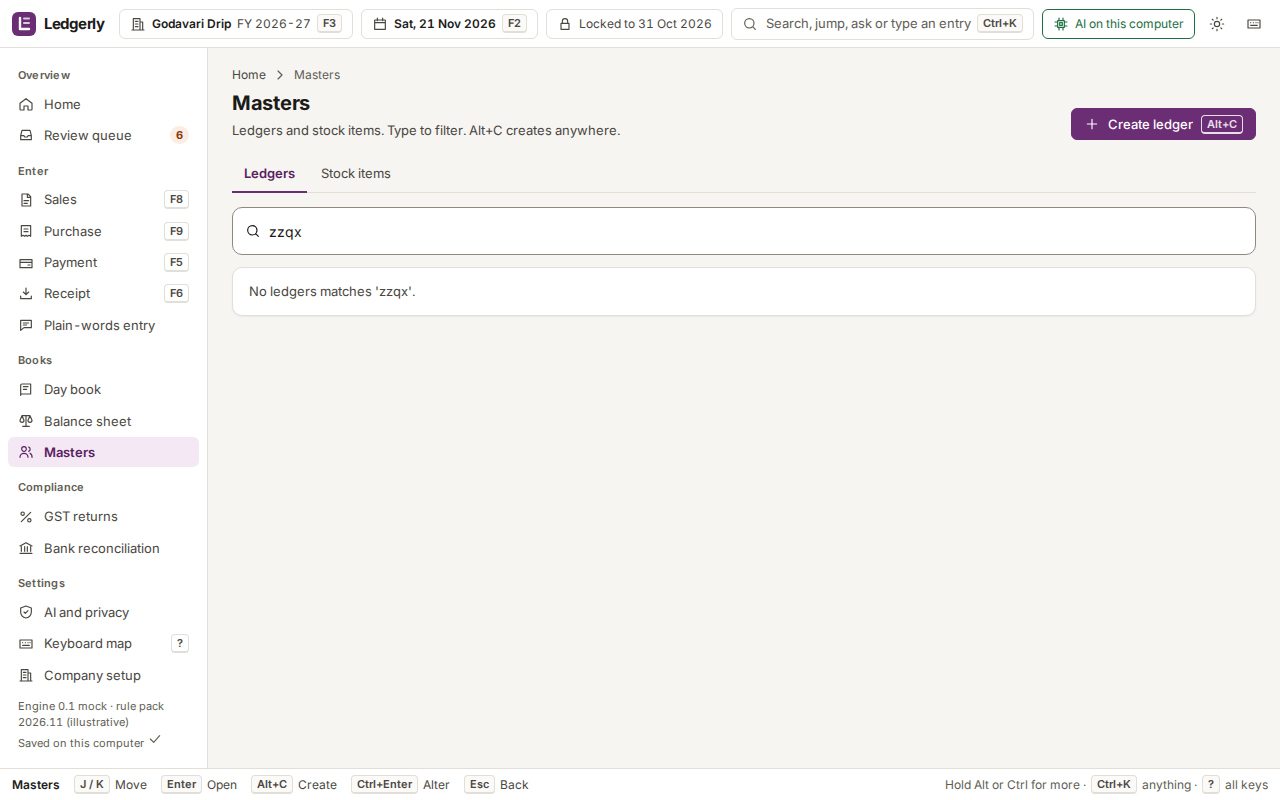 Ledgerly
Godavari Drip FY 2026-27 F3
Sat, 21 Nov 2026 F2
Locked to 31 Oct 2026
Search, jump, ask or type an entry Ctrl+K
AI on this computer
Overview
Home
Review queue 6
Enter
Sales F8
Purchase F9
Payment F5
Receipt F6
Plain-words entry
Books
Day book
Balance sheet
Masters
Compliance
GST returns
Bank reconciliation
Settings
AI and privacy
Keyboard map ?
Company setup
Engine 0.1 mock · rule pack
2026.11 (illustrative)
Saved on this computer
Home > Masters
Masters
Ledgers and stock items. Type to filter. Alt+C creates anywhere.
+ Create ledger Alt+C
Ledgers Stock items
zzqx
No ledgers matches 'zzqx'.
Masters J / K Move Enter Open Alt+C Create Ctrl+Enter Alter Esc Back
Hold Alt or Ctrl for more · Ctrl+K anything · ? all keys